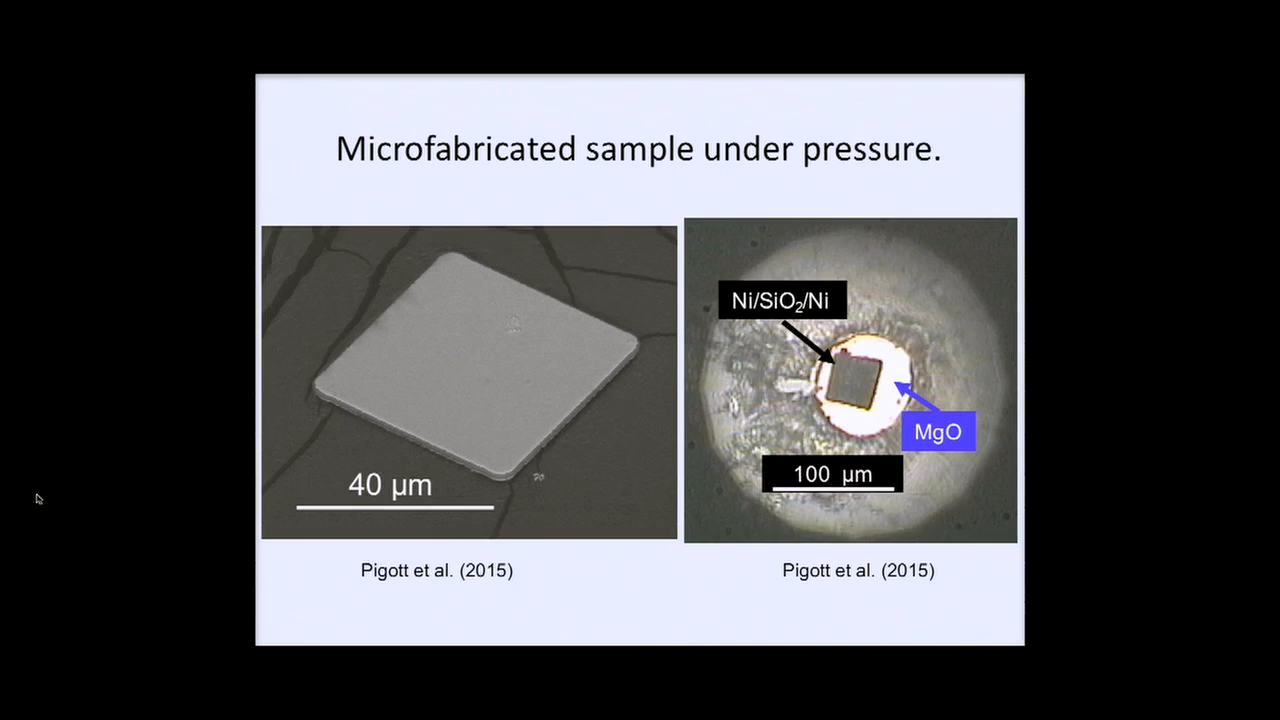 Microfabricated sample under pressure.
Ni/SiO₂/Ni
MgO
40 µm
100 µm
Pigott et al. (2015)
Pigott et al. (2015)